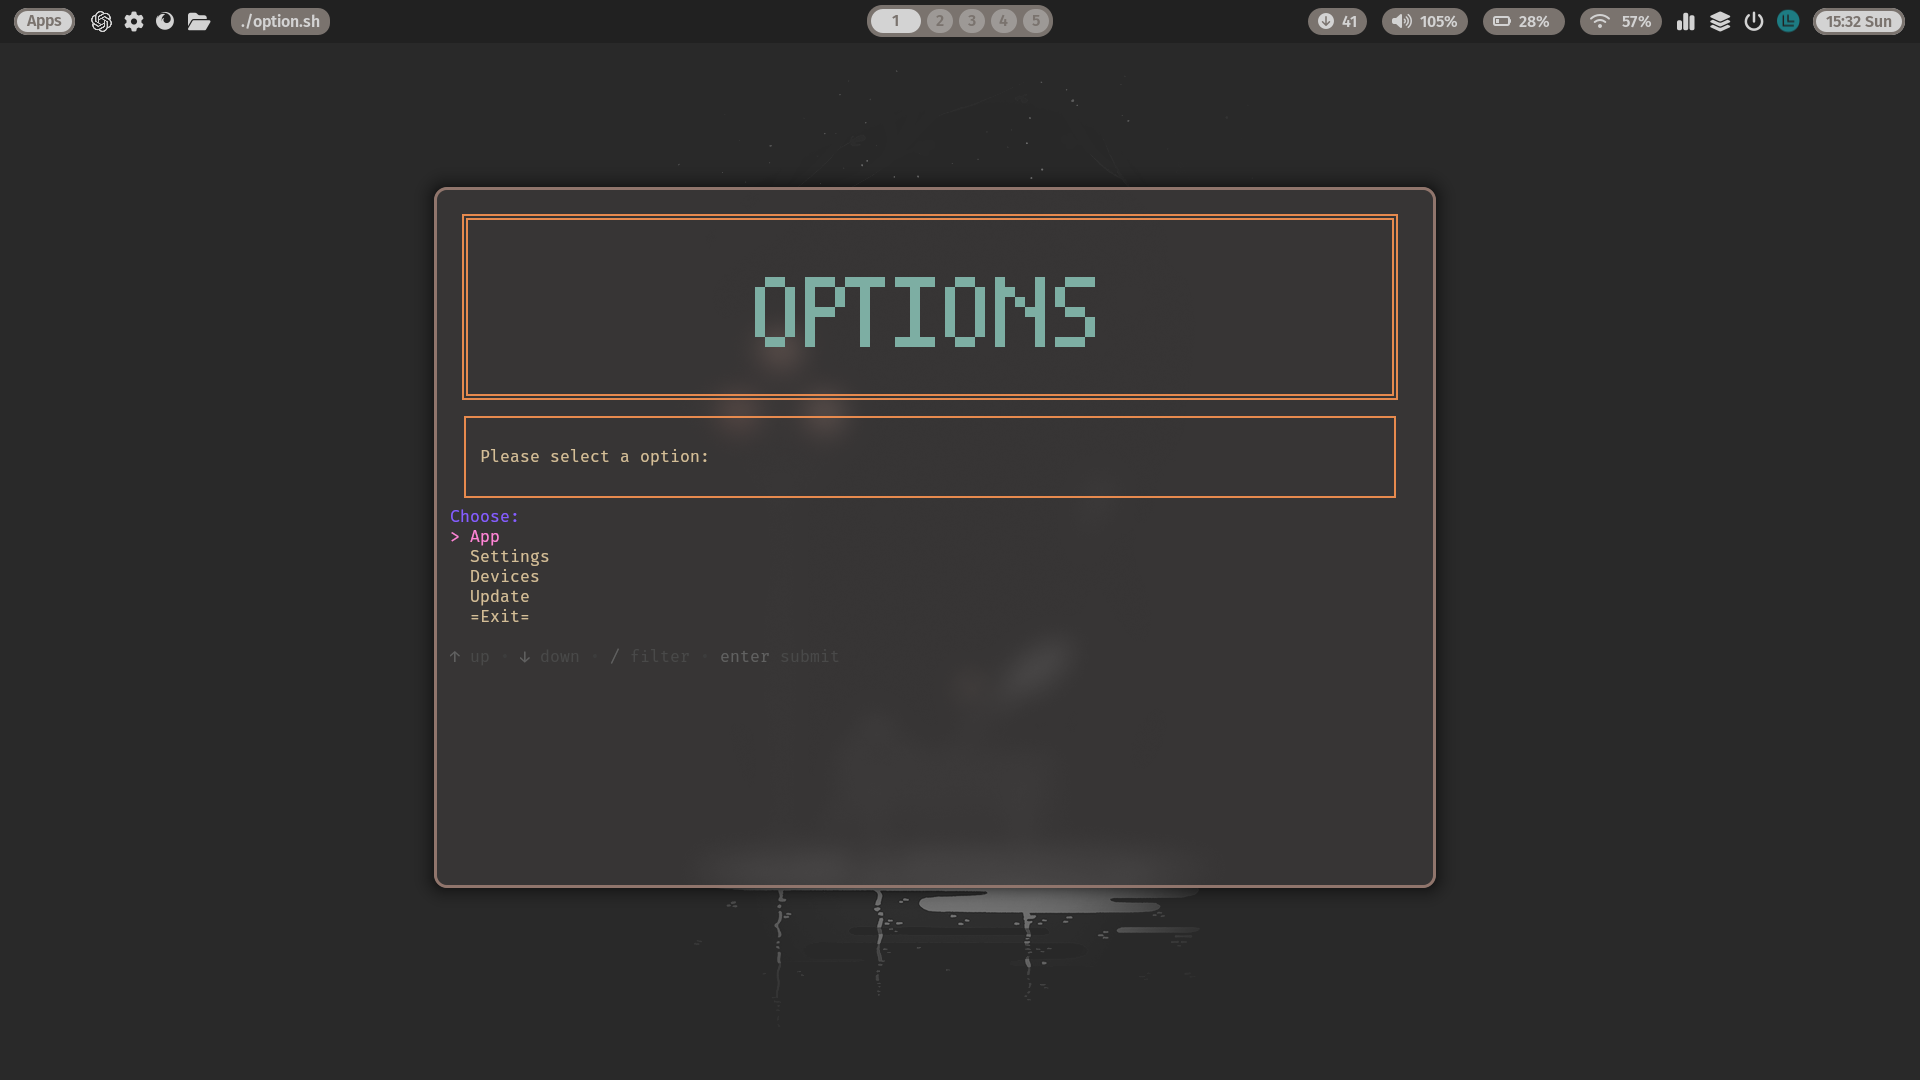 Apps ./option.sh 1 2 3 4 5 41 105% 28% 57% 15:32 Sun
OPTIONS
Please select a option:
Choose:
> App
Settings
Devices
Update
=Exit=
↑ up · ↓ down · / filter · enter submit